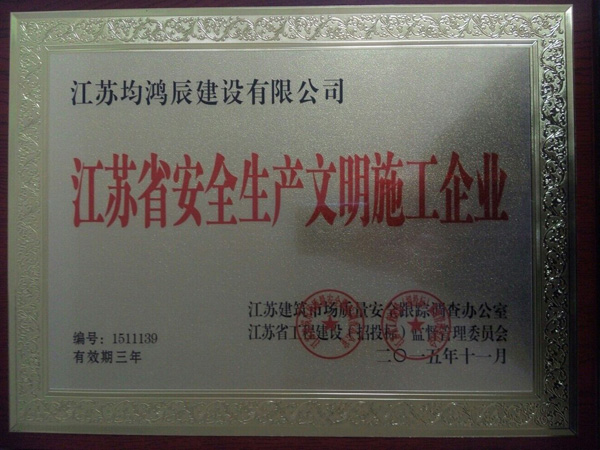 江苏均鸿辰建设有限公司
江苏省安全生产文明施工企业
江苏建筑市场质量安全跟踪调查办公室
江苏省工程建设(招投标)监督管理委员会
二〇一五年十一月
编号:1511139
有效期三年